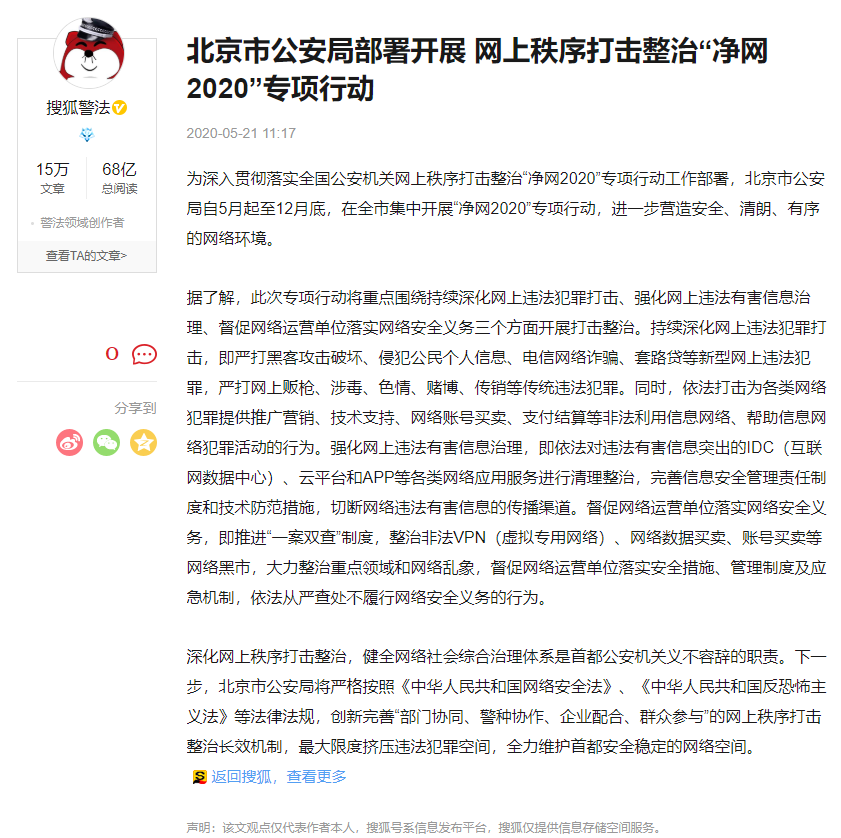 北京市公安局部署开展 网上秩序打击整治“净网
2020”专项行动
2020-05-21 11:17
搜狐警法
15万
68亿
文章
总阅读
· 警法领域创作者
查看TA的文章>
0
分享到
为深入贯彻落实全国公安机关网上秩序打击整治“净网2020”专项行动工作部署，北京市公安
局自5月起至12月底，在全市集中开展“净网2020”专项行动，进一步营造安全、清朗、有序
的网络环境。
据了解，此次专项行动将重点围绕持续深化网上违法犯罪打击、强化网上违法有害信息治
理、督促网络运营单位落实网络安全义务三个方面开展打击整治。持续深化网上违法犯罪打
击，即严打黑客攻击破坏、侵犯公民个人信息、电信网络诈骗、套路贷等新型网上违法犯
罪，严打网上贩枪、涉毒、色情、赌博、传销等传统违法犯罪。同时，依法打击为各类网络
犯罪提供推广营销、技术支持、网络账号买卖、支付结算等非法利用信息网络、帮助信息网
络犯罪活动的行为。强化网上违法有害信息治理，即依法对违法有害信息突出的IDC（互联
网数据中心）、云平台和APP等各类网络应用服务进行清理整治，完善信息安全管理责任制
度和技术防范措施，切断网络违法有害信息的传播渠道。督促网络运营单位落实网络安全义
务，即推进“一案双查”制度，整治非法VPN（虚拟专用网络）、网络数据买卖、账号买卖等
网络黑市，大力整治重点领域和网络乱象，督促网络运营单位落实安全措施、管理制度及应
急机制，依法从严查处不履行网络安全义务的行为。
深化网上秩序打击整治，健全网络社会综合治理体系是首都公安机关义不容辞的职责。下一
步，北京市公安局将严格按照《中华人民共和国网络安全法》、《中华人民共和国反恐怖主
义法》等法律法规，创新完善“部门协同、警种协作、企业配合、群众参与”的网上秩序打击
整治长效机制，最大限度挤压违法犯罪空间，全力维护首都安全稳定的网络空间。
返回搜狐，查看更多
声明：该文观点仅代表作者本人，搜狐号系信息发布平台，搜狐仅提供信息存储空间服务。